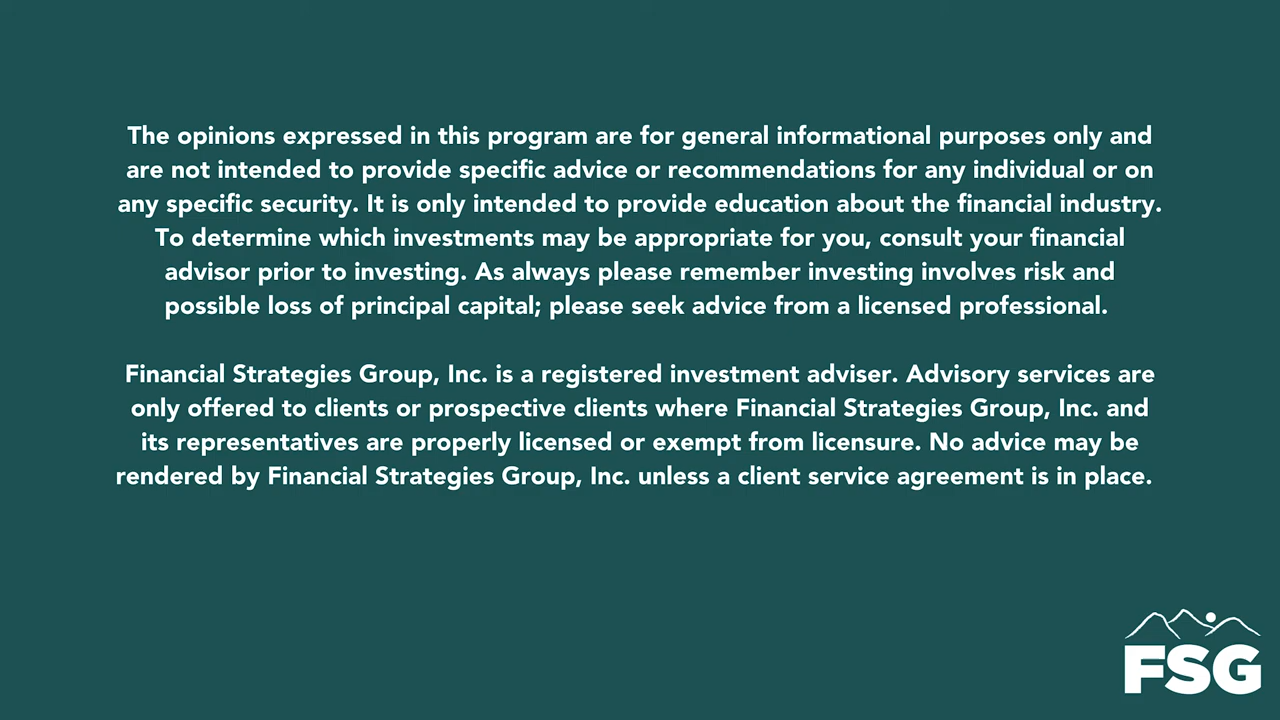 The opinions expressed in this program are for general informational purposes only and
are not intended to provide specific advice or recommendations for any individual or on
any specific security. It is only intended to provide education about the financial industry.
To determine which investments may be appropriate for you, consult your financial
advisor prior to investing. As always please remember investing involves risk and
possible loss of principal capital; please seek advice from a licensed professional.
Financial Strategies Group, Inc. is a registered investment adviser. Advisory services are
only offered to clients or prospective clients where Financial Strategies Group, Inc. and
its representatives are properly licensed or exempt from licensure. No advice may be
rendered by Financial Strategies Group, Inc. unless a client service agreement is in place.
FSG